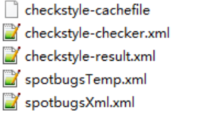 checkstyle-cachefile
checkstyle-checker.xml
checkstyle-result.xml
spotbugsTemp.xml
spotbugsXml.xml